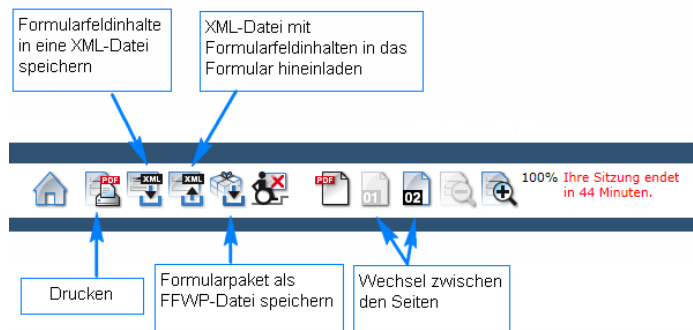 Formularfeldinhalte
in eine XML-Datei
speichern
XML-Datei mit
Formularfeldinhalten in das
Formular hineinladen
PDF
XML
XML
PDF
01
02
100%
Ihre Sitzung endet
in 44 Minuten.
Drucken
Formularpaket als
FFWP-Datei speichern
Wechsel zwischen
den Seiten